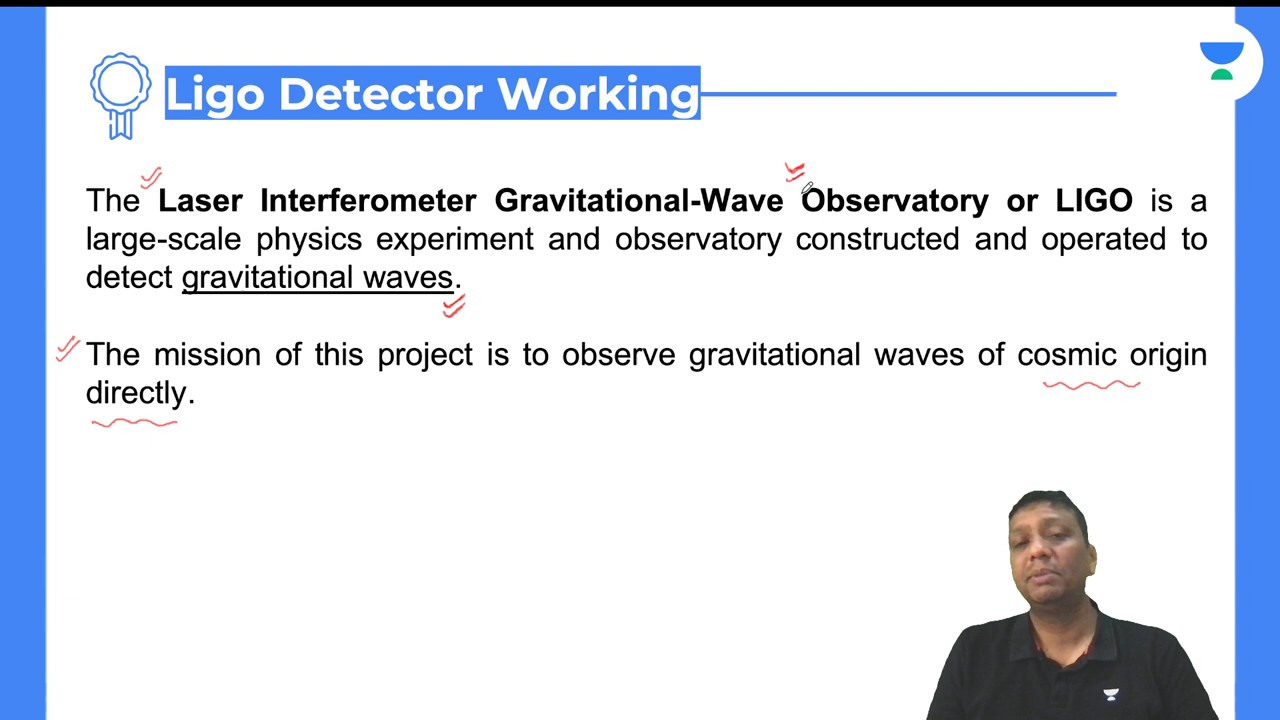 Ligo Detector Working
The Laser Interferometer Gravitational-Wave Observatory or LIGO is a
large-scale physics experiment and observatory constructed and operated to
detect gravitational waves.
The mission of this project is to observe gravitational waves of cosmic origin
directly.